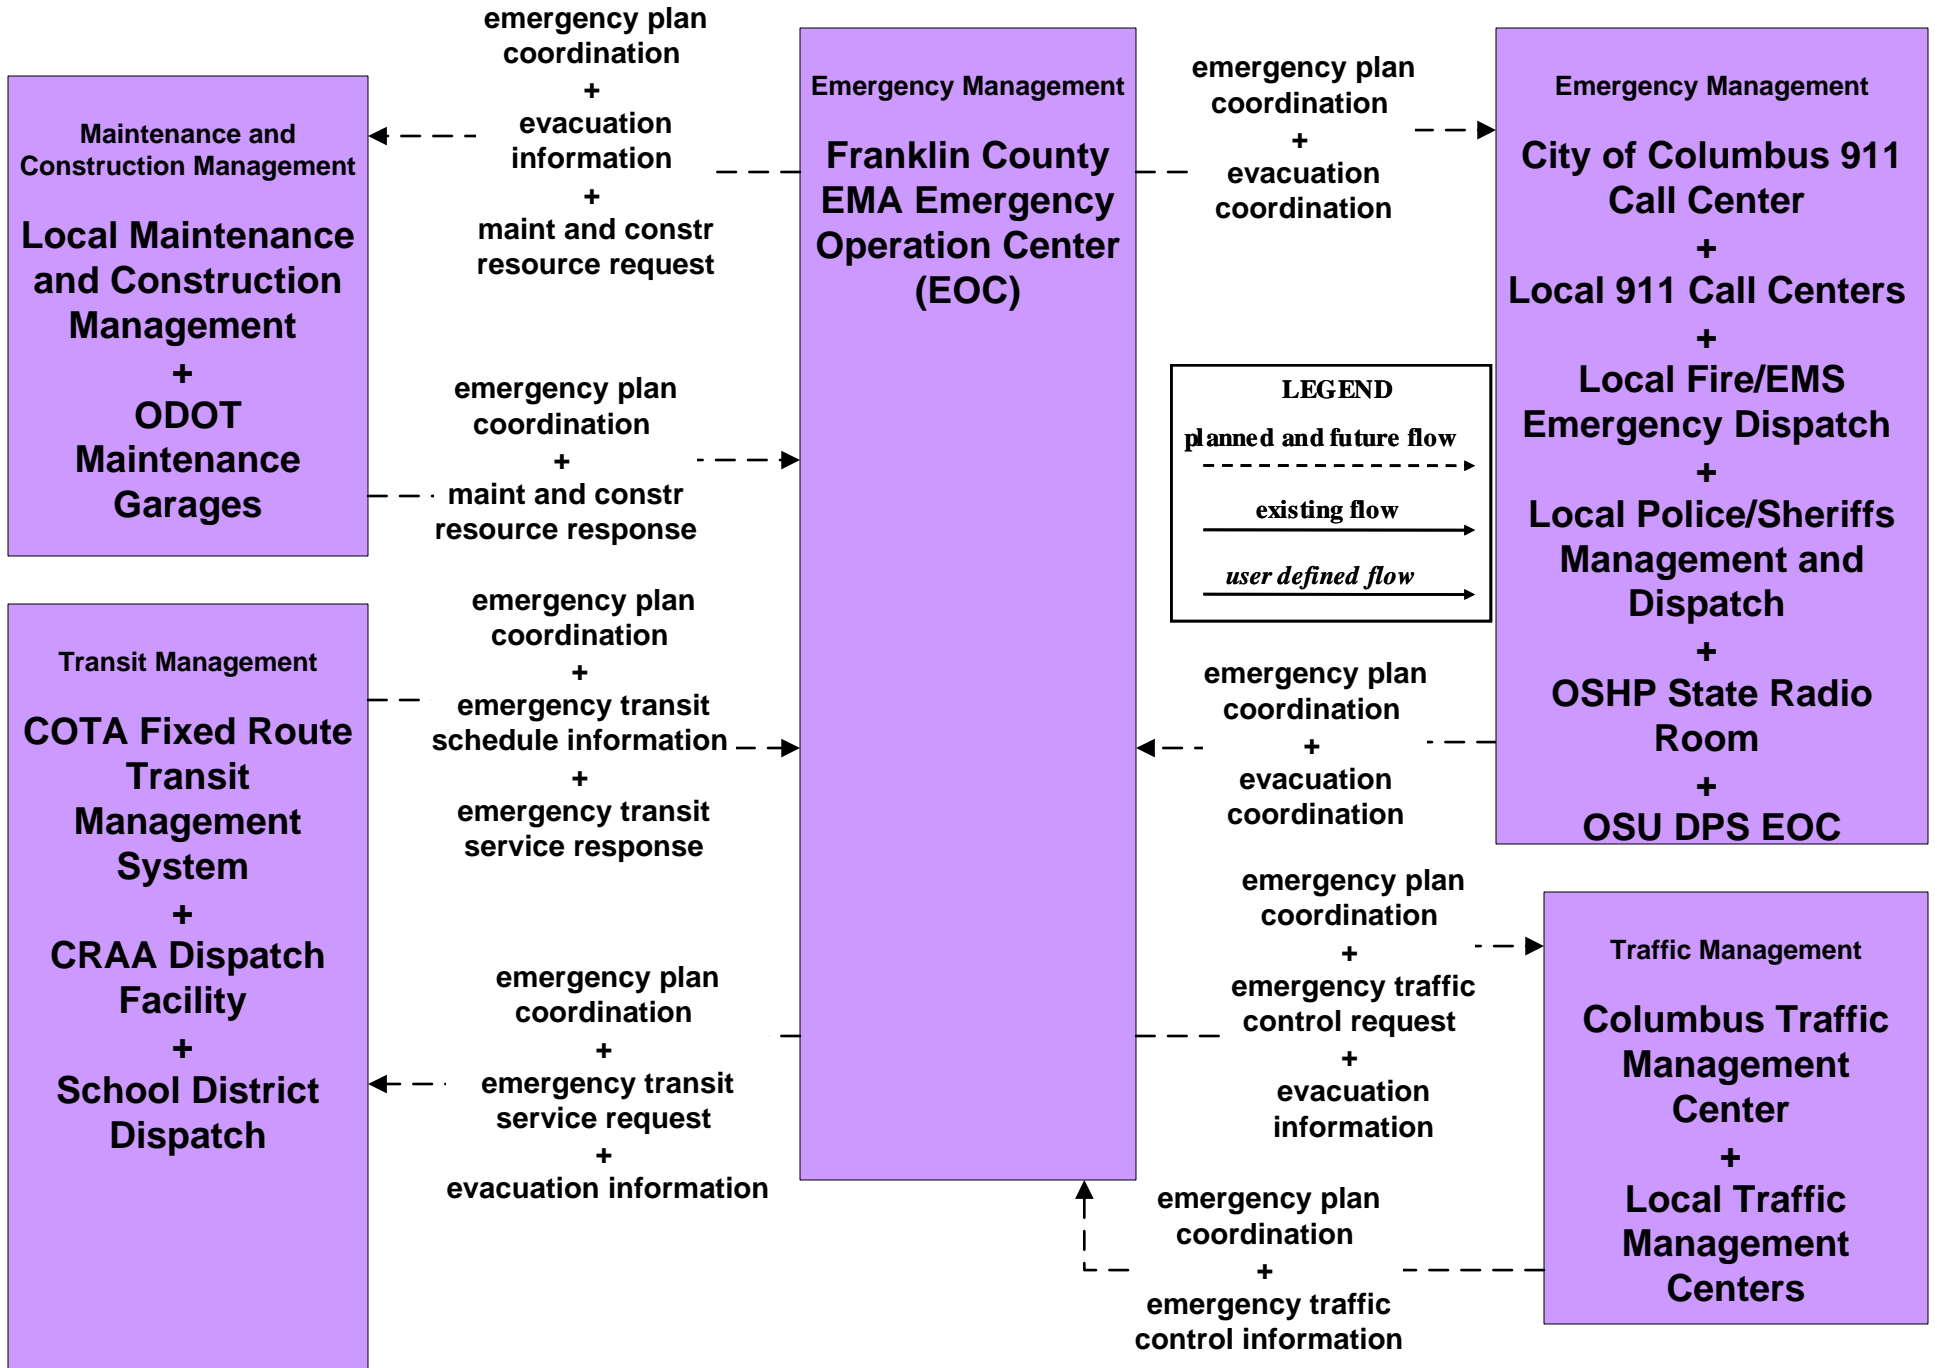 emergency plan
coordination
+
evacuation
information
+
maint and constr
resource request
Maintenance and
Construction Management
Local Maintenance
and Construction
Management
+
ODOT
Maintenance
Garages
emergency plan
coordination
+
maint and constr
resource response
Transit Management
COTA Fixed Route
Transit
Management
System
+
CRAA Dispatch
Facility
+
School District
Dispatch
emergency plan
coordination
+
emergency transit
schedule information
+
emergency transit
service response
emergency plan
coordination
+
emergency transit
service request
+
evacuation information
Emergency Management
Franklin County
EMA Emergency
Operation Center
(EOC)
emergency plan
coordination
+
evacuation
coordination
LEGEND
planned and future flow
existing flow
user defined flow
emergency plan
coordination
+
evacuation
coordination
emergency plan
coordination
+
emergency traffic
control request
+
evacuation
information
emergency plan
coordination
+
emergency traffic
control information
Emergency Management
City of Columbus 911
Call Center
+
Local 911 Call Centers
+
Local Fire/EMS
Emergency Dispatch
+
Local Police/Sheriffs
Management and
Dispatch
+
OSHP State Radio
Room
+
OSU DPS EOC
Traffic Management
Columbus Traffic
Management
Center
+
Local Traffic
Management
Centers